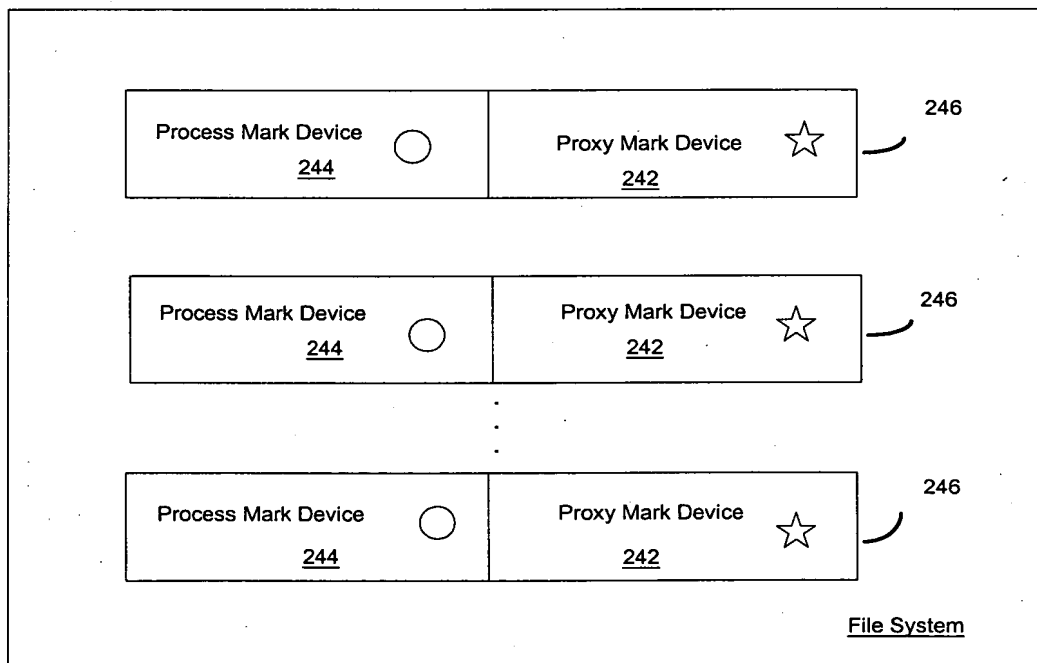 246
Process Mark Device
244
Proxy Mark Device
242
246
Process Mark Device
244
Proxy Mark Device
242
246
Process Mark Device
244
Proxy Mark Device
242
File System